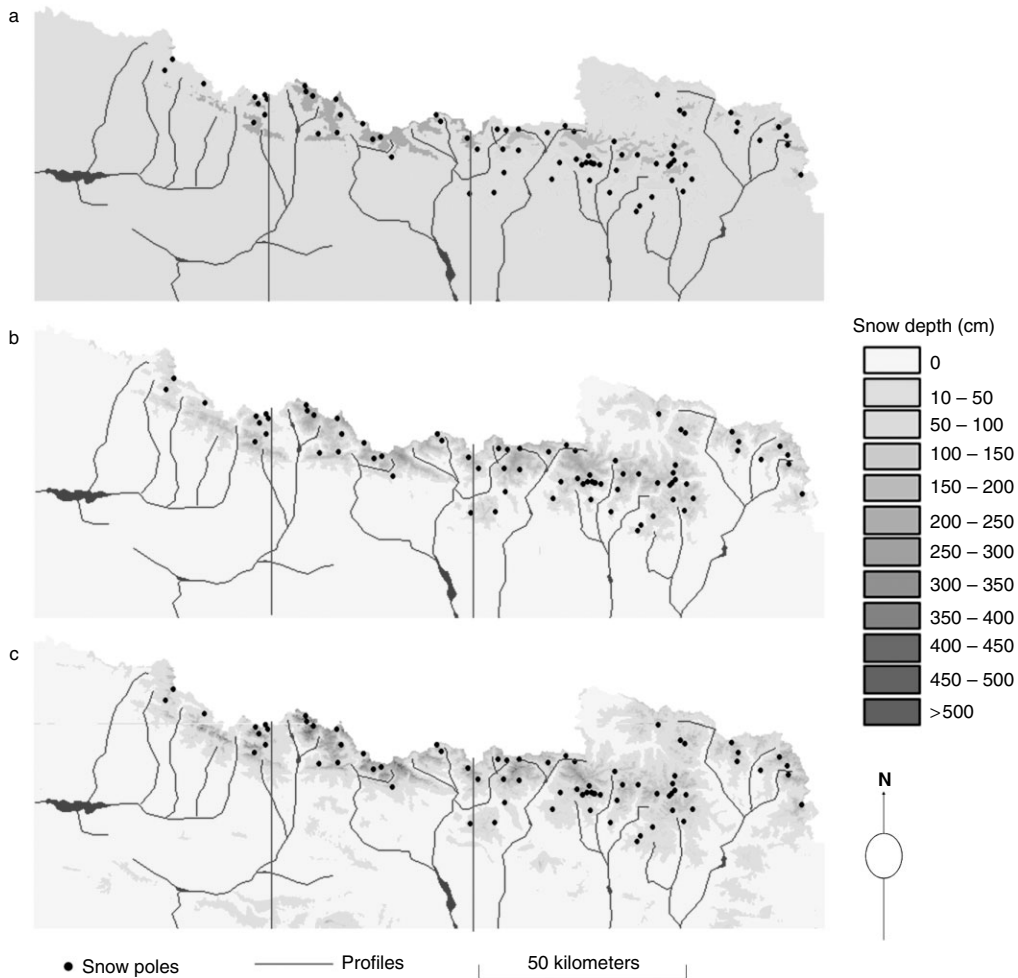 a
b
c
Snow depth (cm)
0
10 – 50
50 – 100
100 – 150
150 – 200
200 – 250
250 – 300
300 – 350
350 – 400
400 – 450
450 – 500
>500
N
Snow poles
Profiles
50 kilometers